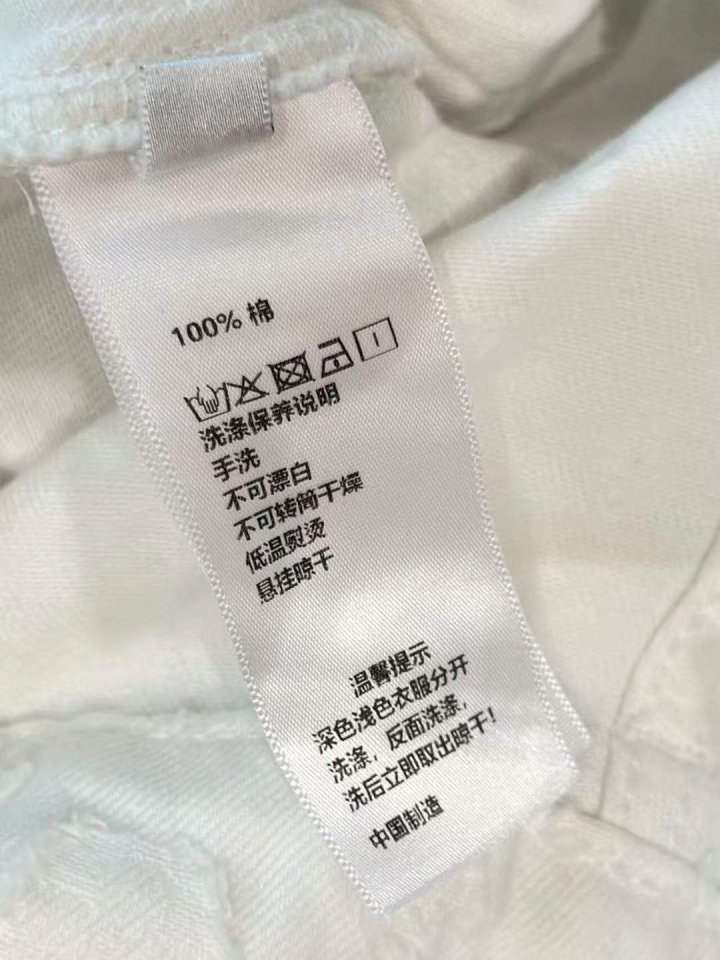 100% 棉
洗涤保养说明
手洗
不可漂白
不可转筒干燥
低温熨烫
悬挂晾干
温馨提示
深色浅色衣服分开
洗涤，反面洗涤，
洗后立即取出晾干！
中国制造